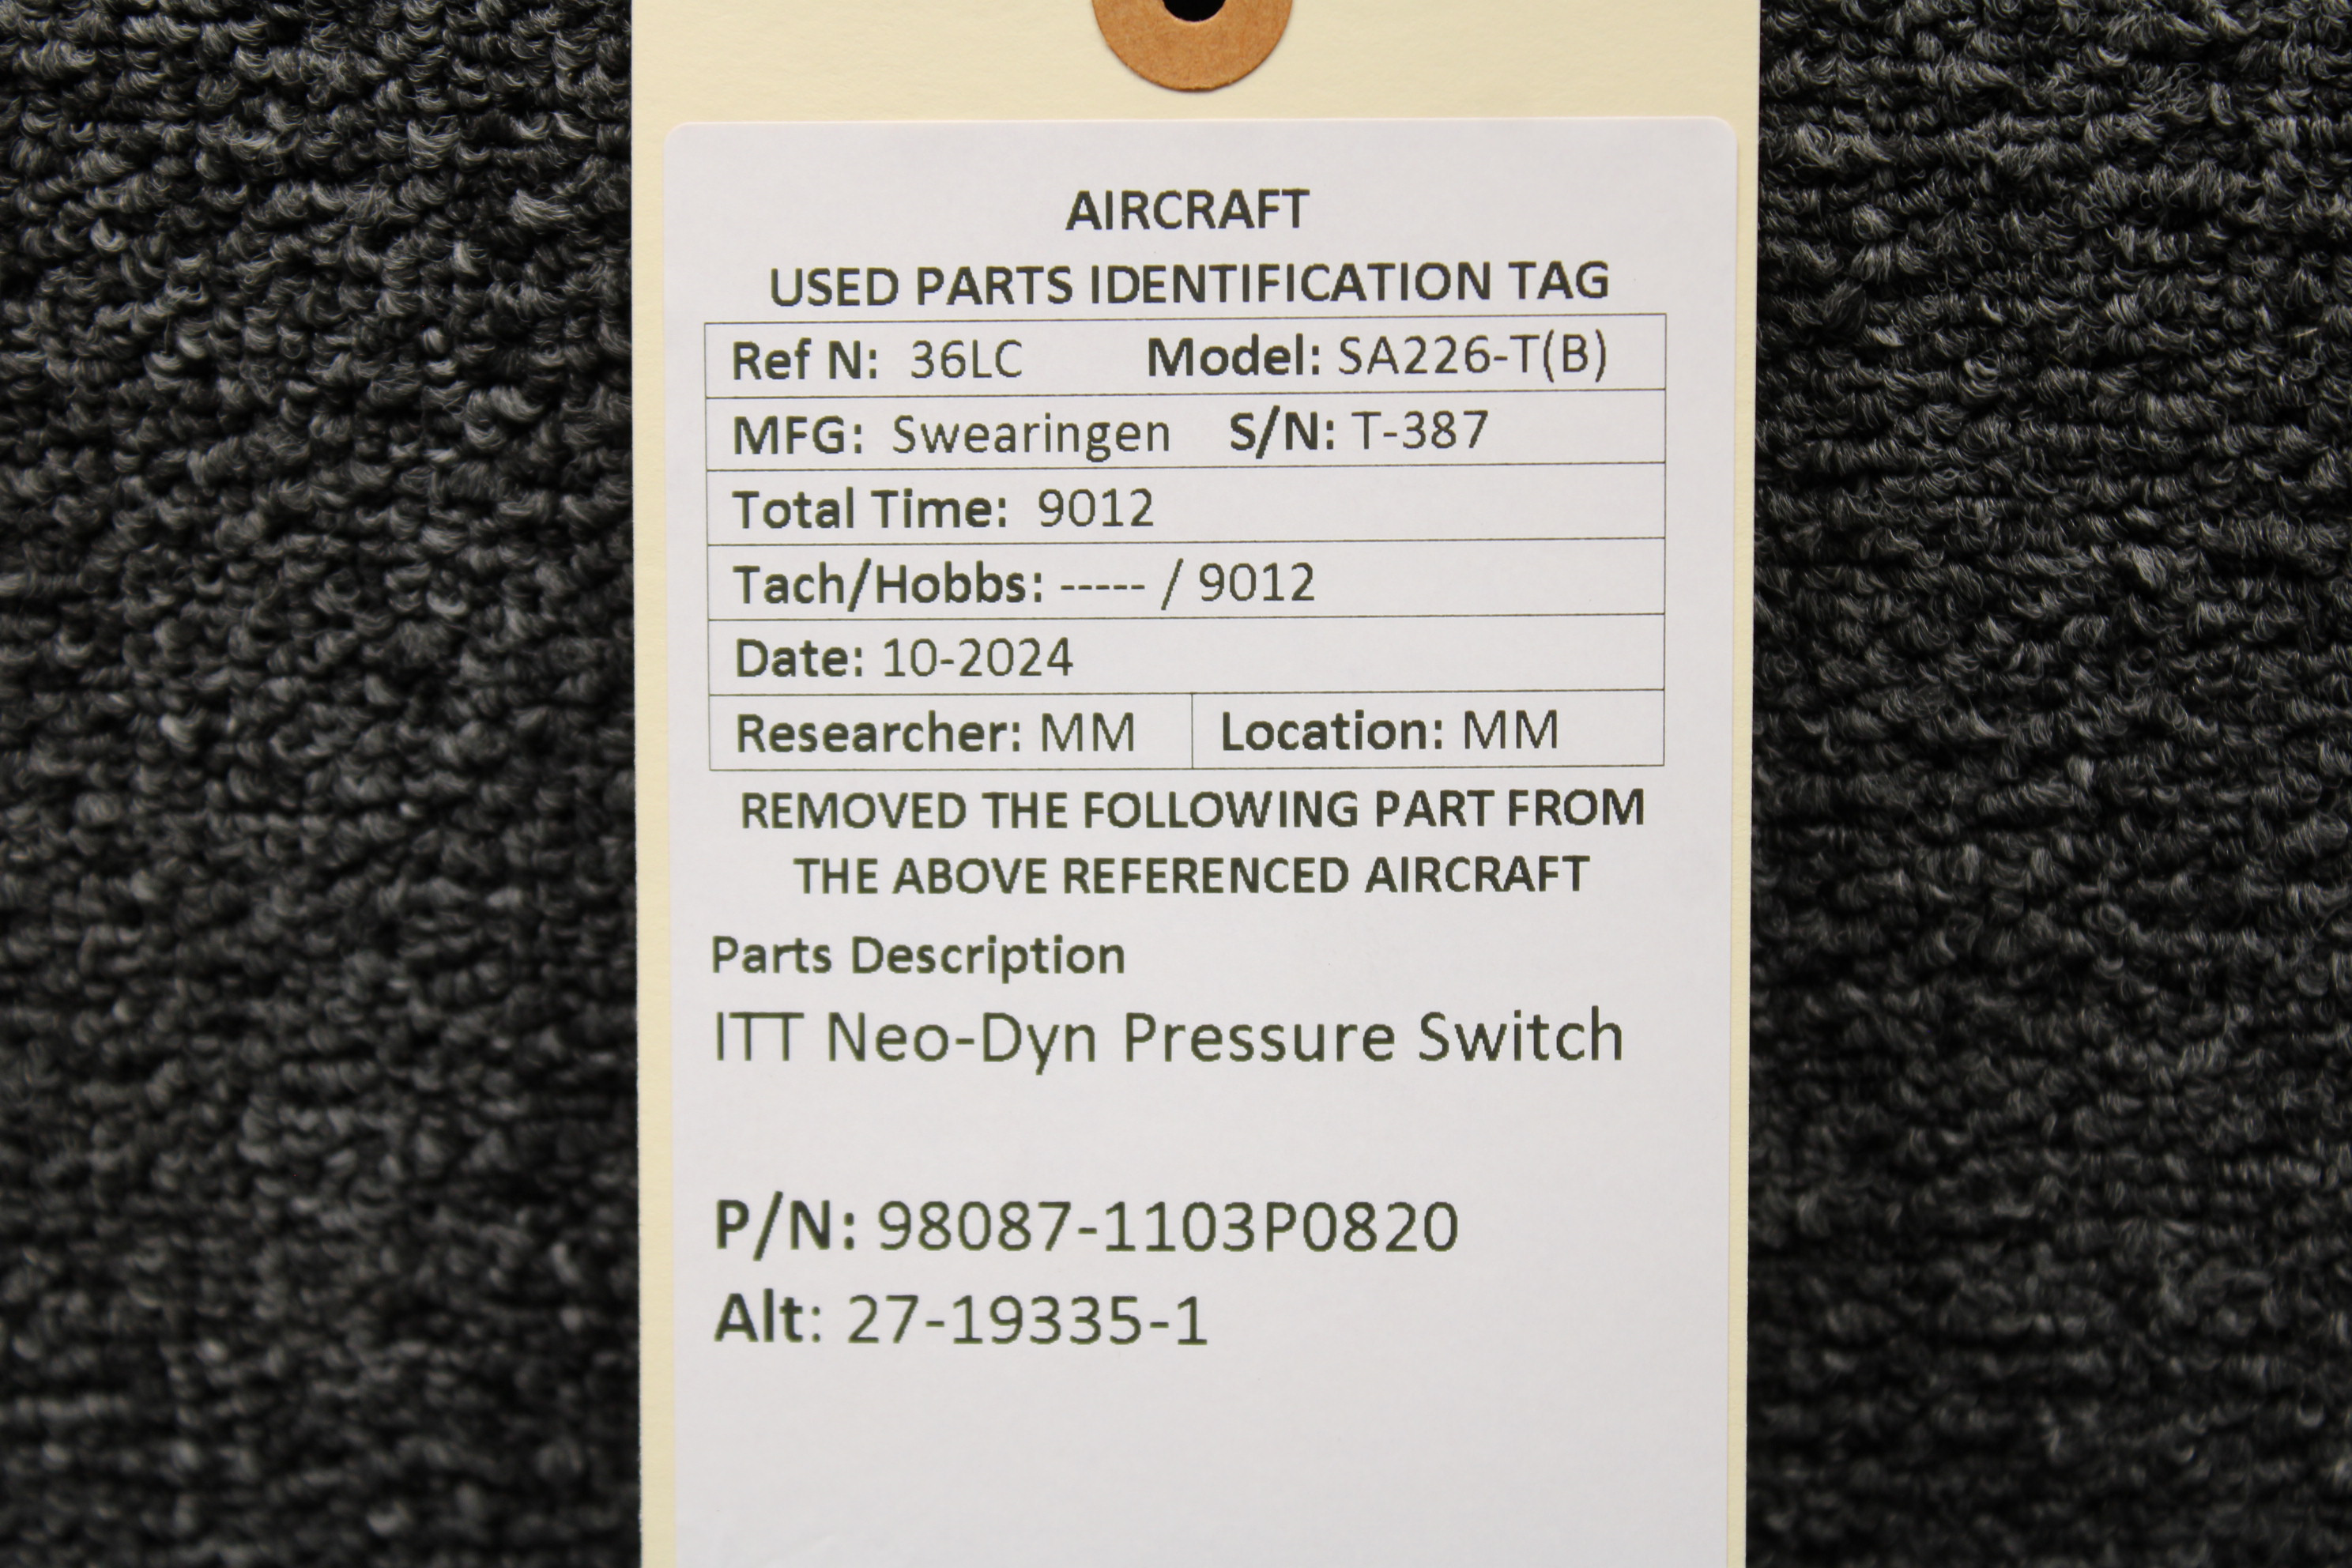 AIRCRAFT
USED PARTS IDENTIFICATION TAG
Ref N: 36LC Model: SA226-T(B)
MFG: Swearingen S/N: T-387
Total Time: 9012
Tach/Hobbs: ----- / 9012
Date: 10-2024
Researcher: MM Location: MM
REMOVED THE FOLLOWING PART FROM
THE ABOVE REFERENCED AIRCRAFT
Parts Description
ITT Neo-Dyn Pressure Switch
P/N: 98087-1103P0820
Alt: 27-19335-1